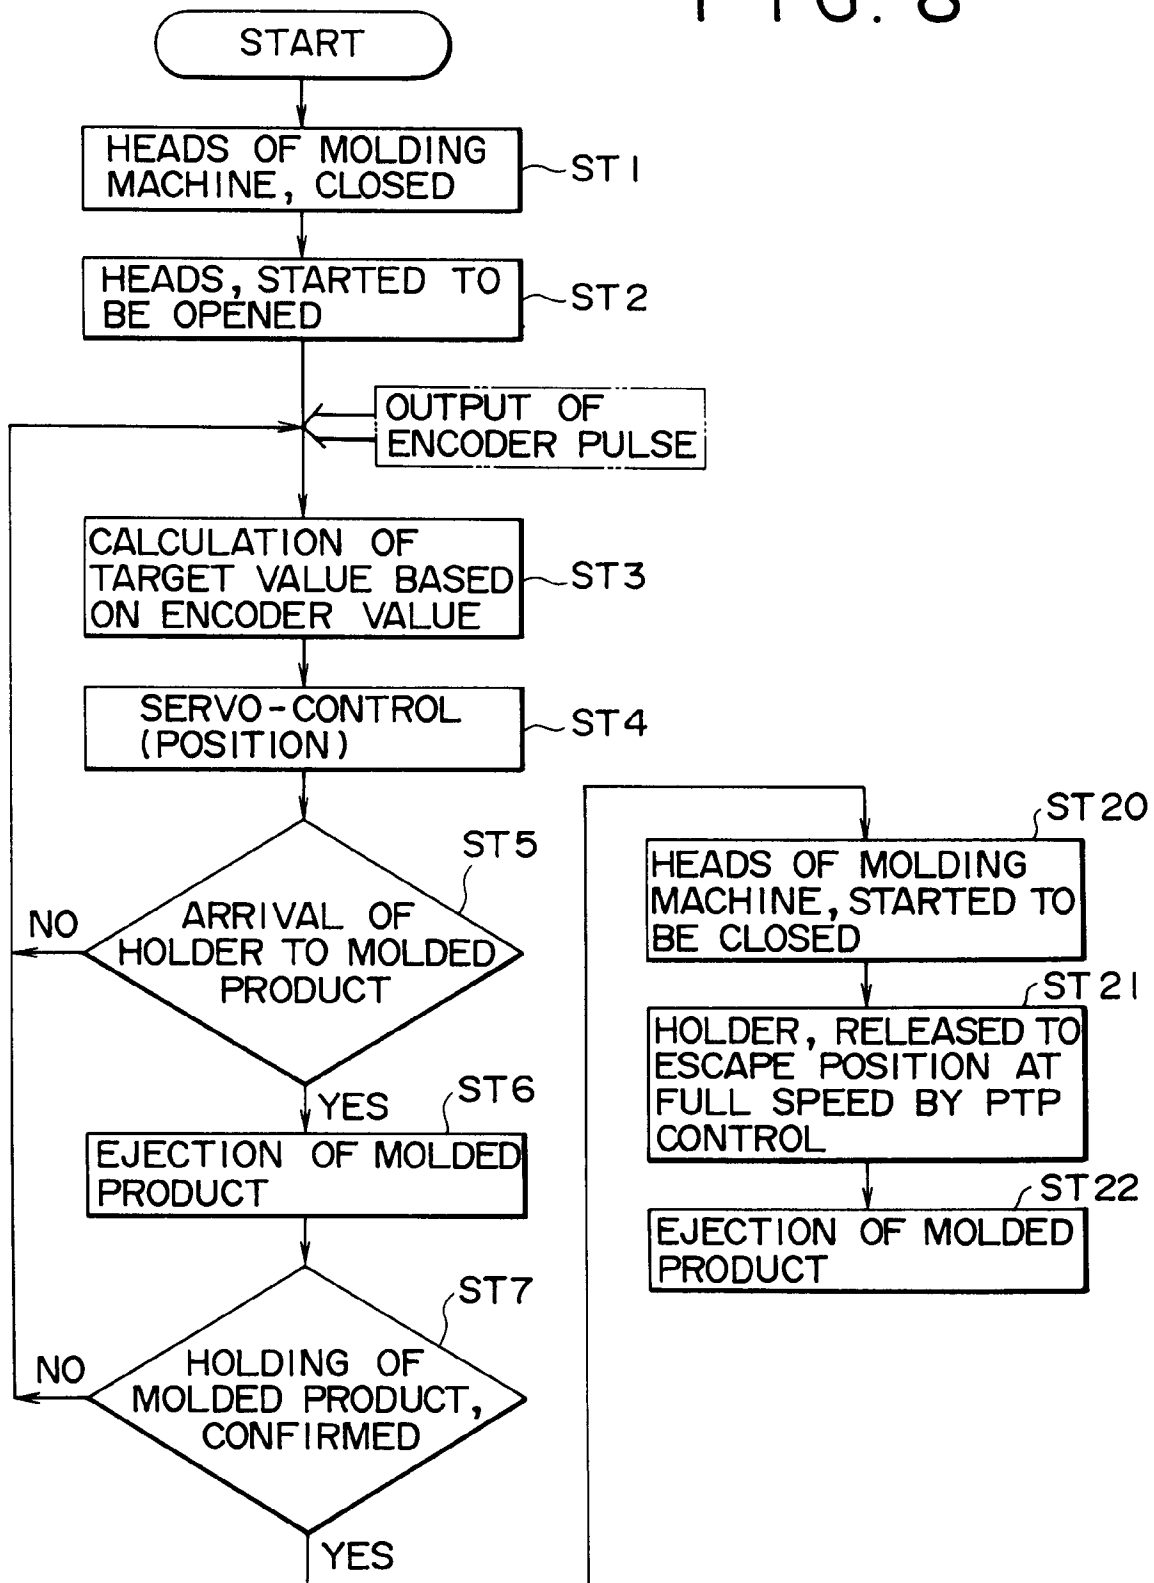 FIG. 8
START
HEADS OF MOLDING
MACHINE, CLOSED
ST1
HEADS, STARTED TO
BE OPENED
ST2
OUTPUT OF
ENCODER PULSE
CALCULATION OF
TARGET VALUE BASED
ON ENCODER VALUE
ST3
SERVO-CONTROL
(POSITION)
ST4
ST5
ARRIVAL OF
HOLDER TO MOLDED
PRODUCT
NO
YES
ST6
EJECTION OF MOLDED
PRODUCT
ST7
HOLDING OF
MOLDED PRODUCT,
CONFIRMED
NO
YES
ST20
HEADS OF MOLDING
MACHINE, STARTED TO
BE CLOSED
ST21
HOLDER, RELEASED TO
ESCAPE POSITION AT
FULL SPEED BY PTP
CONTROL
ST22
EJECTION OF MOLDED
PRODUCT